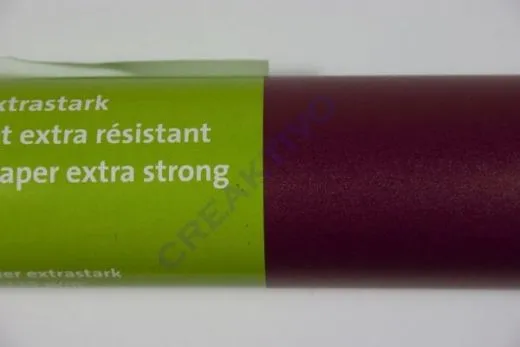 xtrastark
t extra résistant
aper extra strong
er extrastark
CREAKTIVO